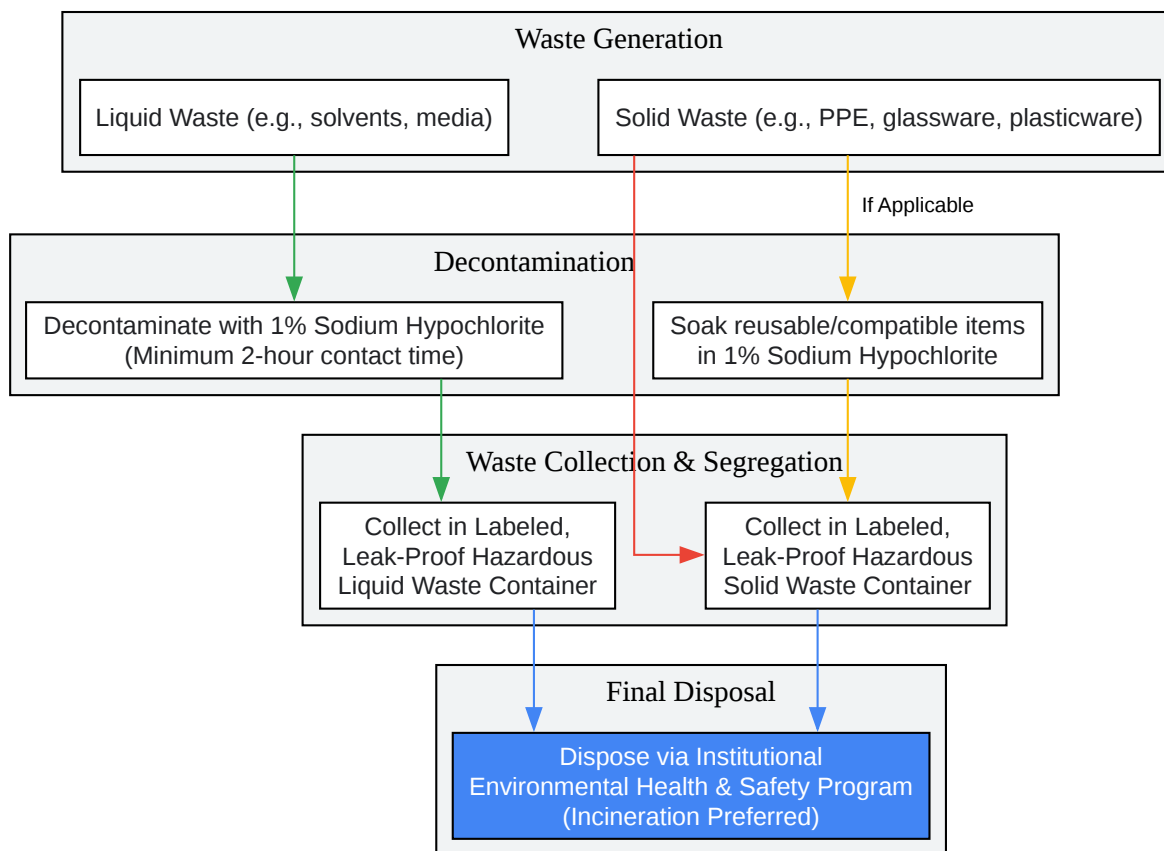 Waste Generation
Liquid Waste (e.g., solvents, media)
Solid Waste (e.g., PPE, glassware, plasticware)
If Applicable
Decontamination
Decontaminate with 1% Sodium Hypochlorite
(Minimum 2-hour contact time)
Soak reusable/compatible items
in 1% Sodium Hypochlorite
Waste Collection & Segregation
Collect in Labeled,
Leak-Proof Hazardous
Liquid Waste Container
Collect in Labeled,
Leak-Proof Hazardous
Solid Waste Container
Final Disposal
Dispose via Institutional
Environmental Health & Safety Program
(Incineration Preferred)